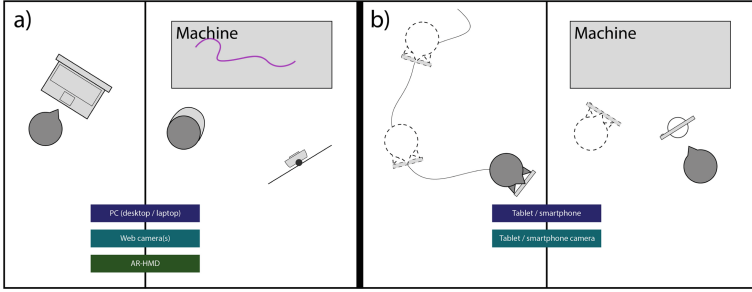 a)
Machine
PC (desktop / laptop)
Web camera(s)
AR-HMD
b)
Machine
Tablet / smartphone
Tablet / smartphone camera